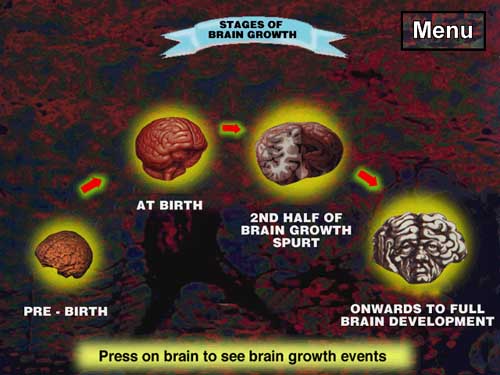 STAGES OF
BRAIN GROWTH
Menu
AT BIRTH
2ND HALF OF
BRAIN GROWTH
SPURT
PRE - BIRTH
ONWARDS TO FULL
BRAIN DEVELOPMENT
Press on brain to see brain growth events